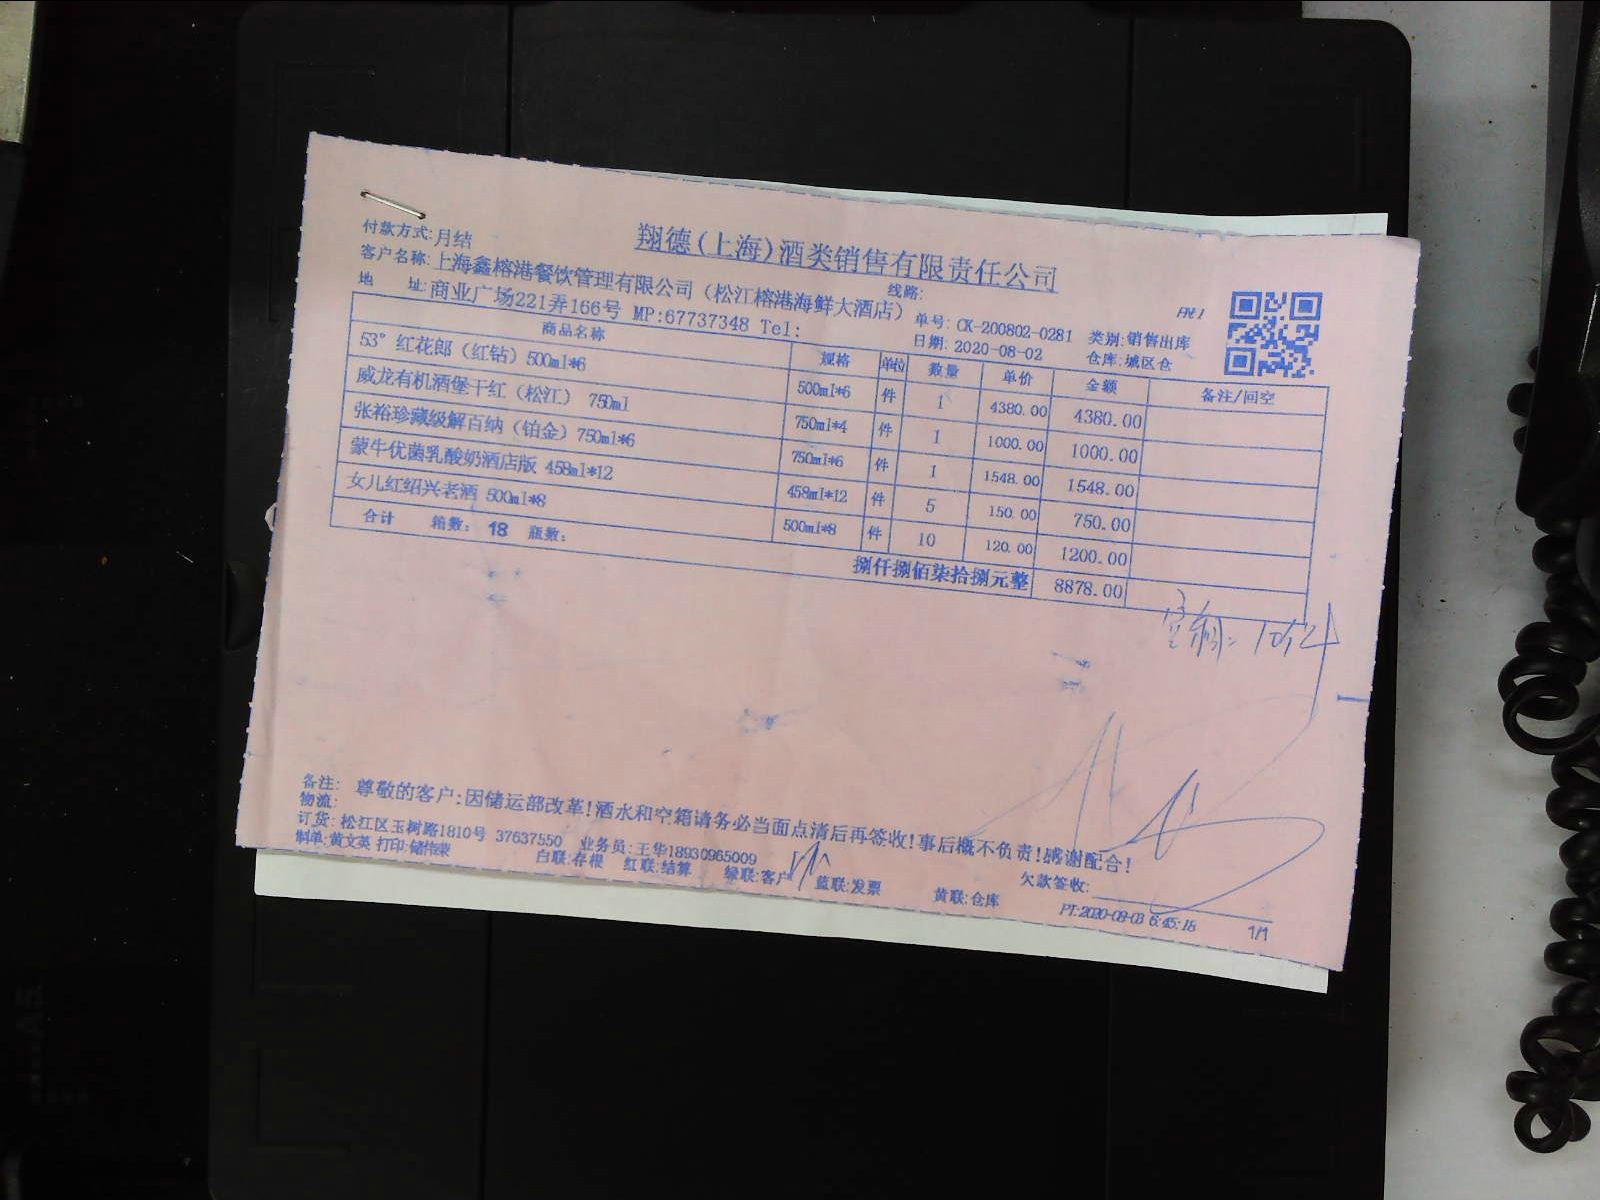 翔德(上海)酒类销售有限责任公司
付款方式:月结
客户名称:上海鑫榕港餐饮管理有限公司（松江榕港海鲜大酒店） 线路:
地 址:商业广场221弄166号 MP:67737348 Tel:
单号: CK-200802-0281 类别:销售出库
日期: 2020-08-02 仓库:城区仓
商品名称 规格 单位 数量 单价 金额 备注/回空
53°红花郎（红钻）500ml*6 500ml*6 件 1 4380.00 4380.00
威龙有机酒堡干红（松江） 750ml 750ml*4 件 1 1000.00 1000.00
张裕珍藏级解百纳（铂金）750ml*6 750ml*6 件 1 1548.00 1548.00
蒙牛优菌乳酸奶酒店版 458ml*12 458ml*12 件 5 150.00 750.00
女儿红绍兴老酒 500ml*8 500ml*8 件 10 120.00 1200.00
合计 箱数: 18 瓶数: 捌仟捌佰柒拾捌元整 8878.00
备注: 尊敬的客户:因储运部改革!酒水和空箱请务必当面点清后再签收!事后概不负责!感谢配合!
物流:
订货: 松江区玉树路1810号 37637550 业务员:王华18930965009
欠款签收:
制单:黄文英 打印:储伟荣 白联:存根 红联:结算 绿联:客户 蓝联:发票 黄联:仓库 PT:2020-08-03 6:45:18 1/1